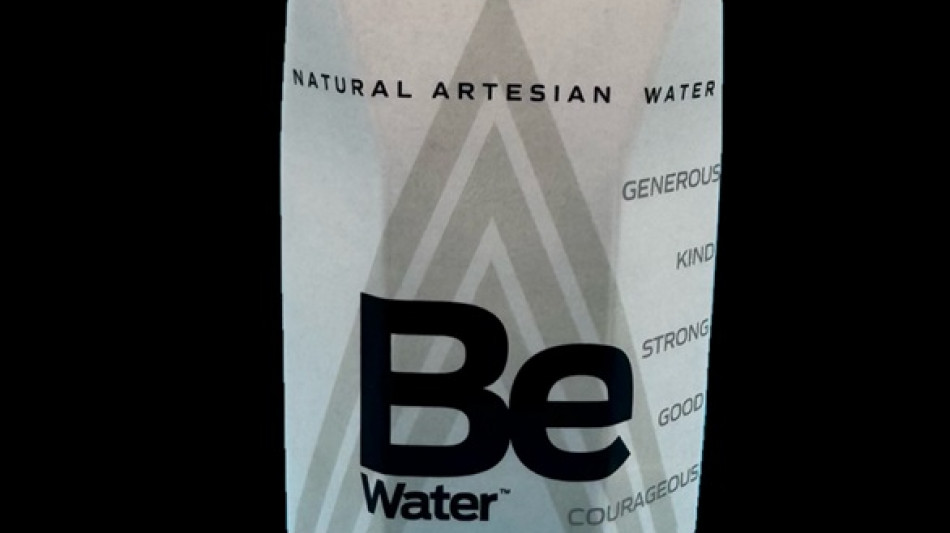 NATURAL ARTESIAN WATER
GENEROUS
KIND
STRONG
GOOD
COURAGEOUS
Be
Water™